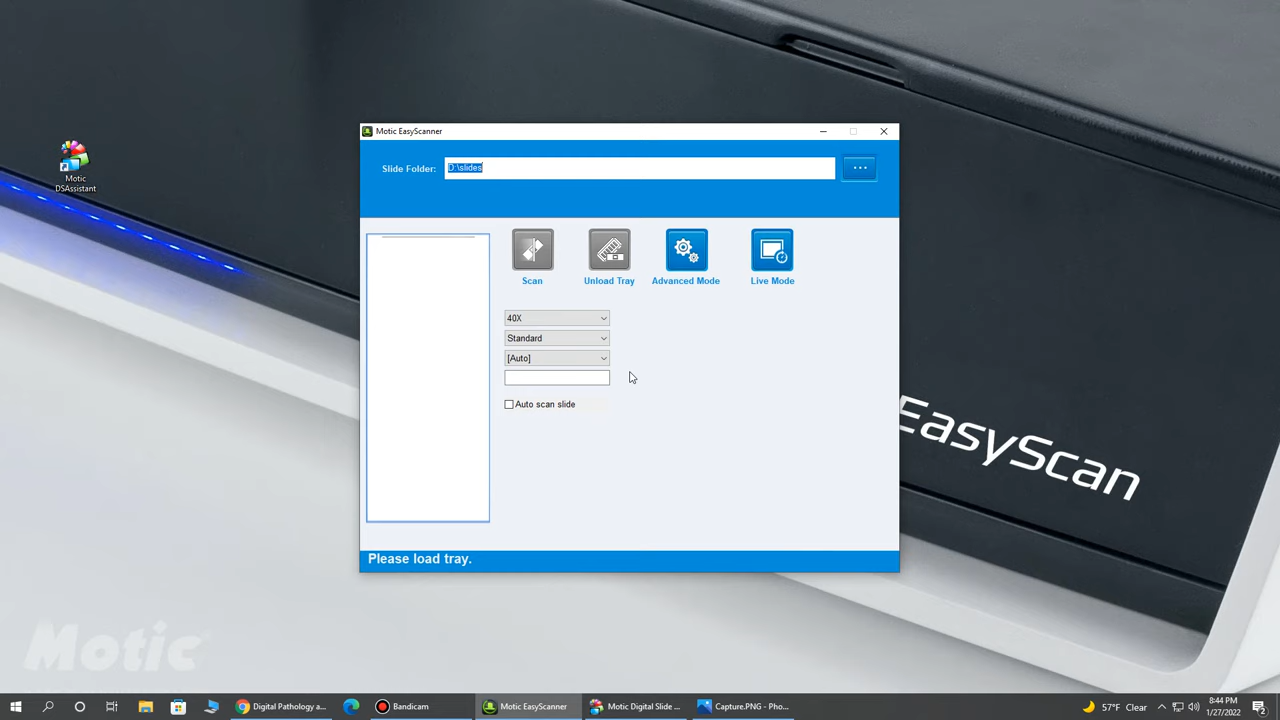 Motic EasyScanner
Slide Folder:
D:\slides
...
Scan
Unload Tray
Advanced Mode
Live Mode
40X
Standard
[Auto]
Auto scan slide
Please load tray.
Motic
DSAssistant
EasyScan
Motic®
Digital Pathology a...
Bandicam
Motic EasyScanner
Motic Digital Slide ...
Capture.PNG - Pho...
57°F Clear
8:44 PM
1/27/2022
2